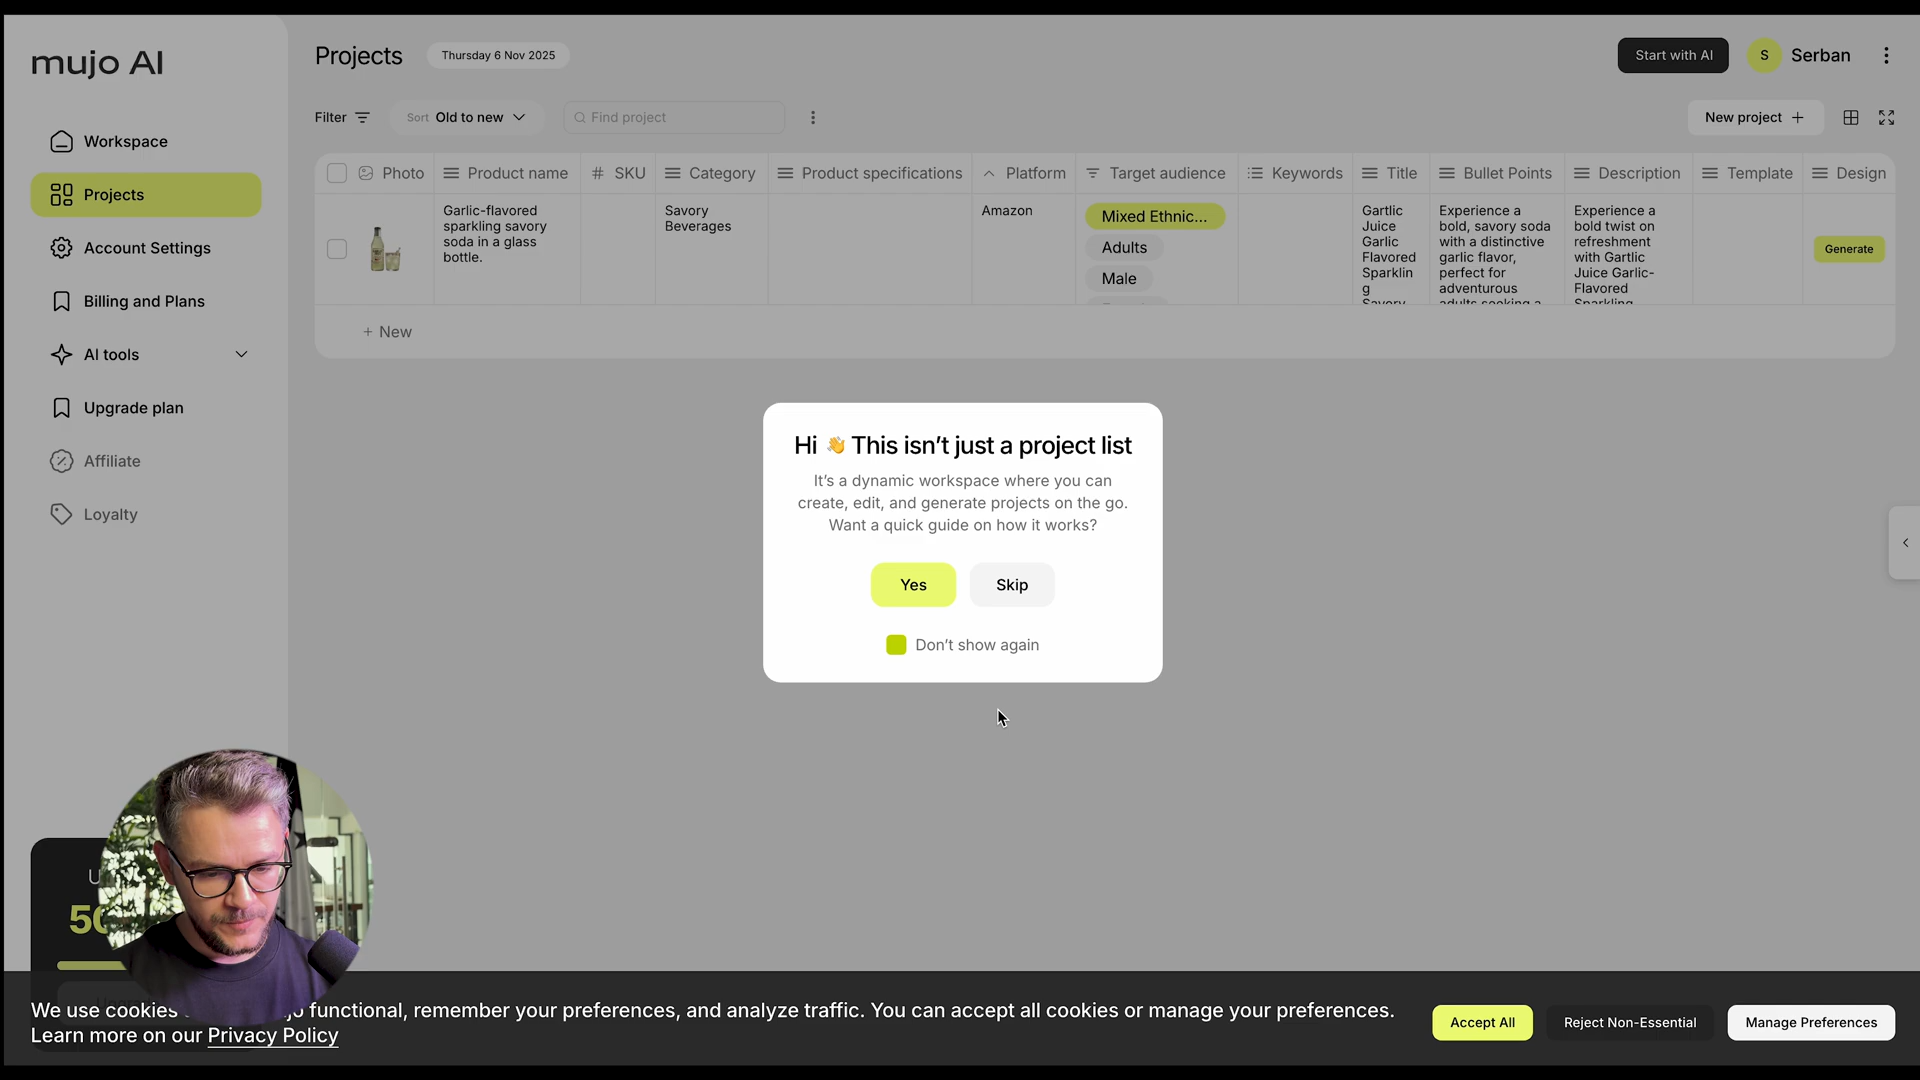 mujo AI
Workspace
Projects
Account Settings
Billing and Plans
AI tools
Upgrade plan
Affiliate
Loyalty
Projects
Thursday 6 Nov 2025
Start with AI
S
Serban
Filter
Sort Old to new
Find project
New project +
Photo
Product name
# SKU
Category
Product specifications
Platform
Target audience
Keywords
Title
Bullet Points
Description
Template
Design
Garlic-flavored
sparkling savory
soda in a glass
bottle.
Savory
Beverages
Amazon
Mixed Ethnic...
Adults
Male
Gartlic
Juice
Garlic
Flavored
Sparklin
g
Savory
Experience a
bold, savory soda
with a distinctive
garlic flavor,
perfect for
adventurous
adults seeking a
Experience a
bold twist on
refreshment
with Gartlic
Juice Garlic-
Flavored
Sparkling
Generate
+ New
Hi 👋 This isn't just a project list
It's a dynamic workspace where you can
create, edit, and generate projects on the go.
Want a quick guide on how it works?
Yes
Skip
Don't show again
We use cookies functional, remember your preferences, and analyze traffic. You can accept all cookies or manage your preferences.
Learn more on our Privacy Policy
Accept All
Reject Non-Essential
Manage Preferences